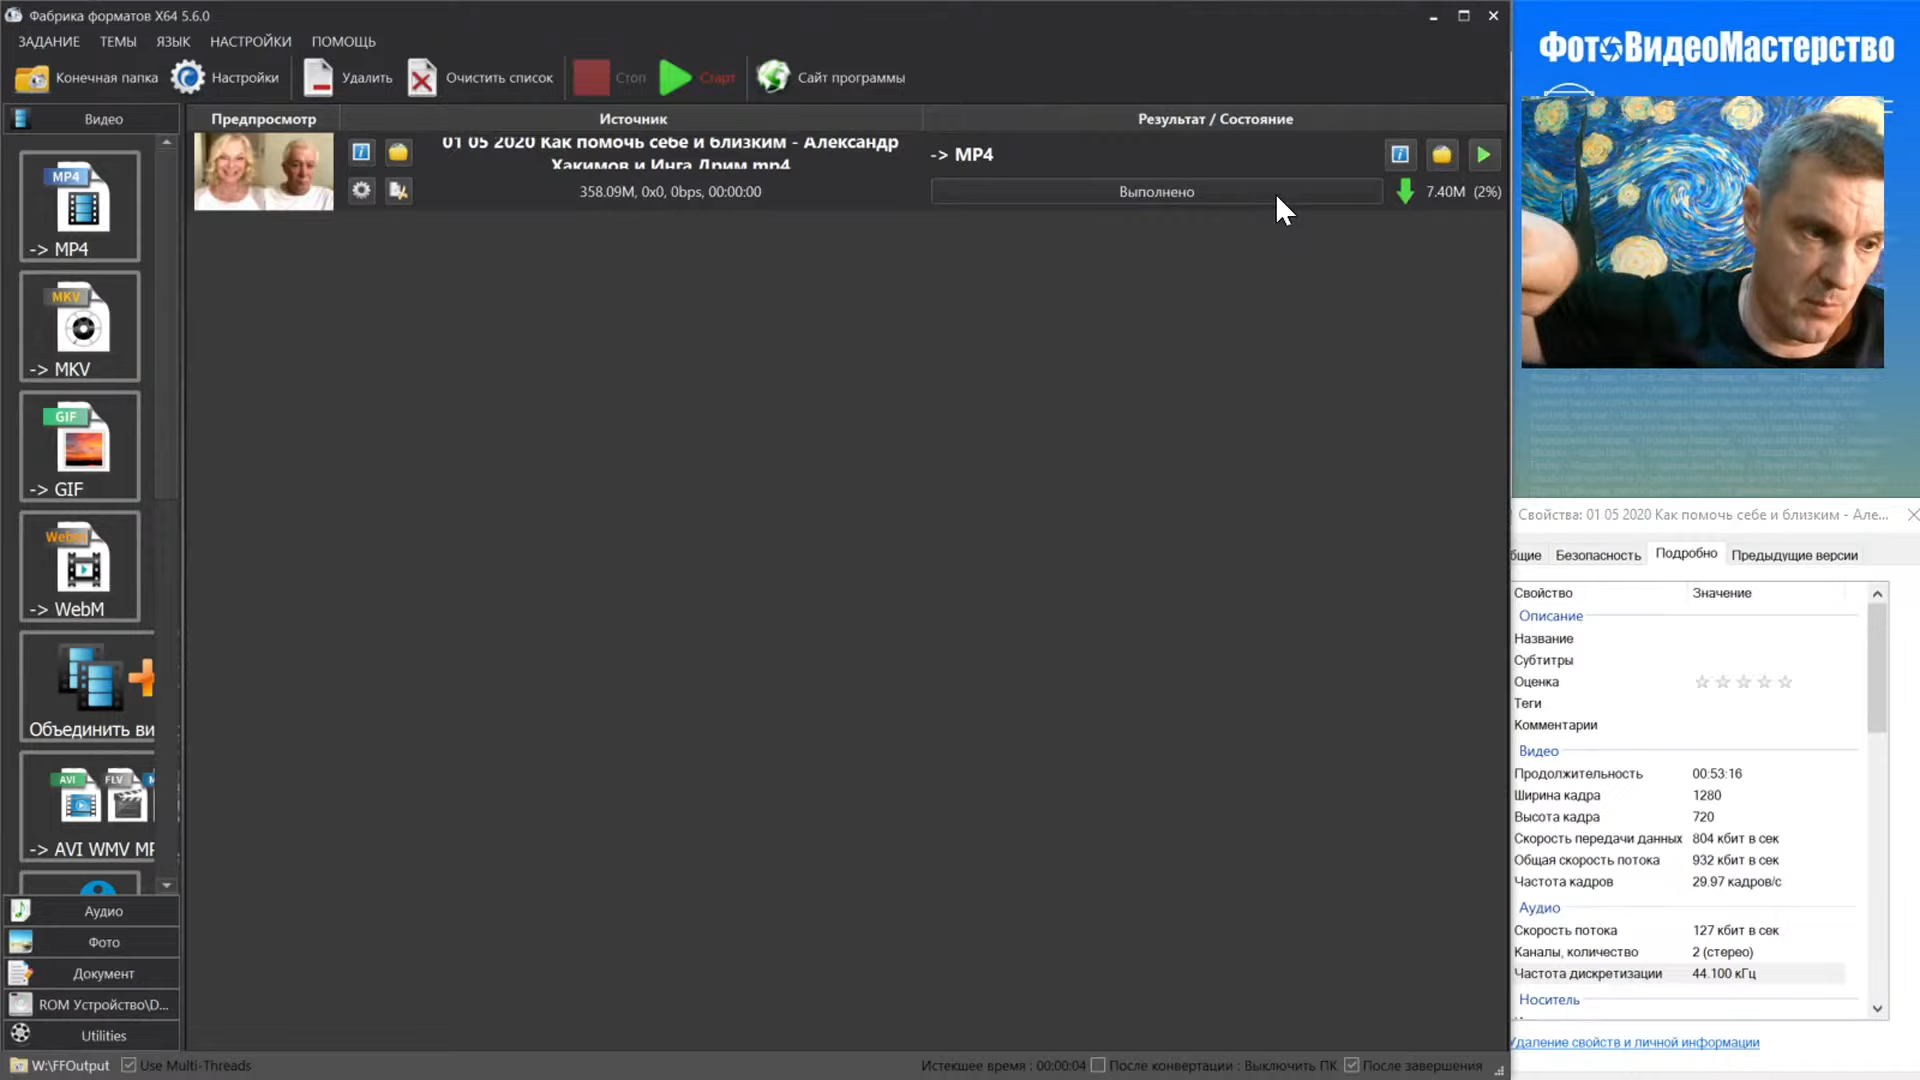 Фабрика форматов X64 5.6.0
ЗАДАНИЕ ТЕМЫ ЯЗЫК НАСТРОЙКИ ПОМОЩЬ
Конечная папка Настройки Удалить Очистить список Стоп Старт Сайт программы
Видео
Предпросмотр Источник Результат / Состояние
01 05 2020 Как помочь себе и близким - Александр
Хакимов и Инга Дрим.mp4
358.09M, 0x0, 0bps, 00:00:00
-> MP4
Выполнено
7.40M (2%)
MP4
-> MP4
MKV
-> MKV
GIF
-> GIF
WebM
-> WebM
Объединить ви
AVI FLV M
-> AVI WMV MP
Аудио
Фото
Документ
ROM Устройство\D...
Utilities
W:\FFOutput Use Multi-Threads
Истекшее время : 00:00:04 После конвертации : Выключить ПК После завершения
ФотоВидеоМастерство
Свойства: 01 05 2020 Как помочь себе и близким - Але...
бщие Безопасность Подробно Предыдущие версии
Свойство Значение
Описание
Название
Субтитры
Оценка
Теги
Комментарии
Видео
Продолжительность 00:53:16
Ширина кадра 1280
Высота кадра 720
Скорость передачи данных 804 кбит в сек
Общая скорость потока 932 кбит в сек
Частота кадров 29.97 кадров/с
Аудио
Скорость потока 127 кбит в сек
Каналы, количество 2 (стерео)
Частота дискретизации 44.100 кГц
Носитель
Удаление свойств и личной информации